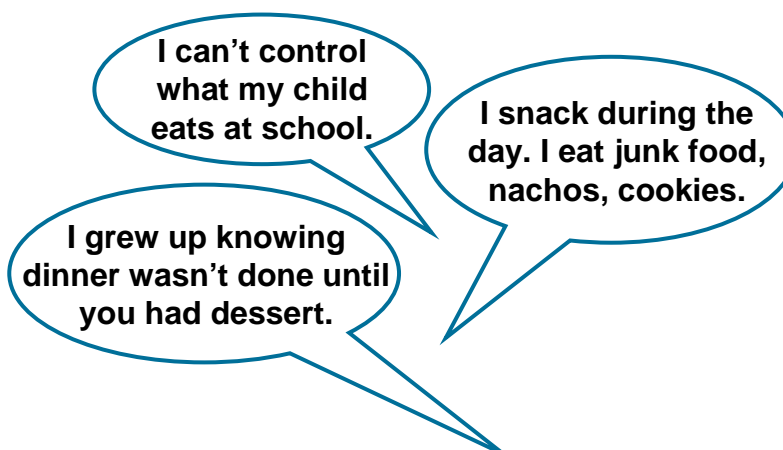 I can’t control
what my child
eats at school.
I snack during the
day. I eat junk food,
nachos, cookies.
I grew up knowing
dinner wasn’t done until
you had dessert.